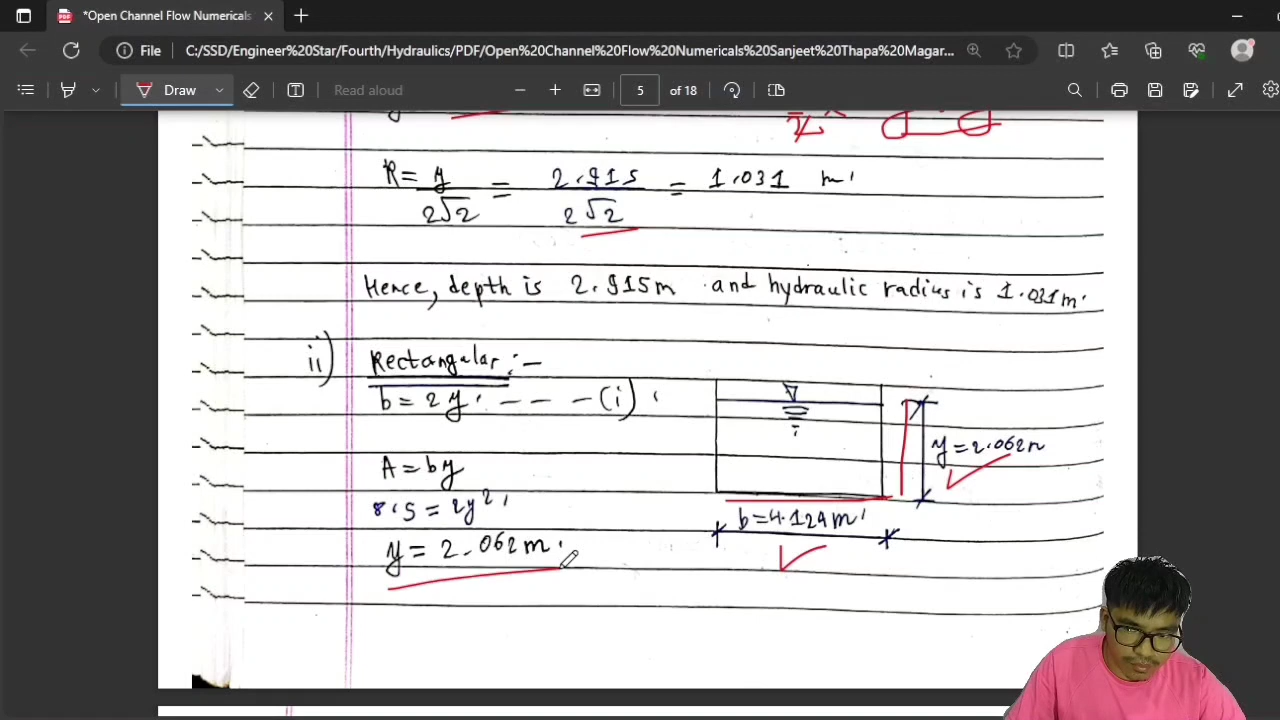 *Open Channel Flow Numericals
File C:/SSD/Engineer%20Star/Fourth/Hydraulics/PDF/Open%20Channel%20Flow%20Numericals%20Sanjeet%20Thapa%20Magar...
Draw Read aloud 5 of 18
R = y/2√2 = 2.915/2√2 = 1.031 m.
Hence, depth is 2.915m and hydraulic radius is 1.031m.
ii) Rectangular :-
b = 2y. - - - - (i)
A = by
8.5 = 2y².
y = 2.062m.
y = 2.062m
b = 4.124m.